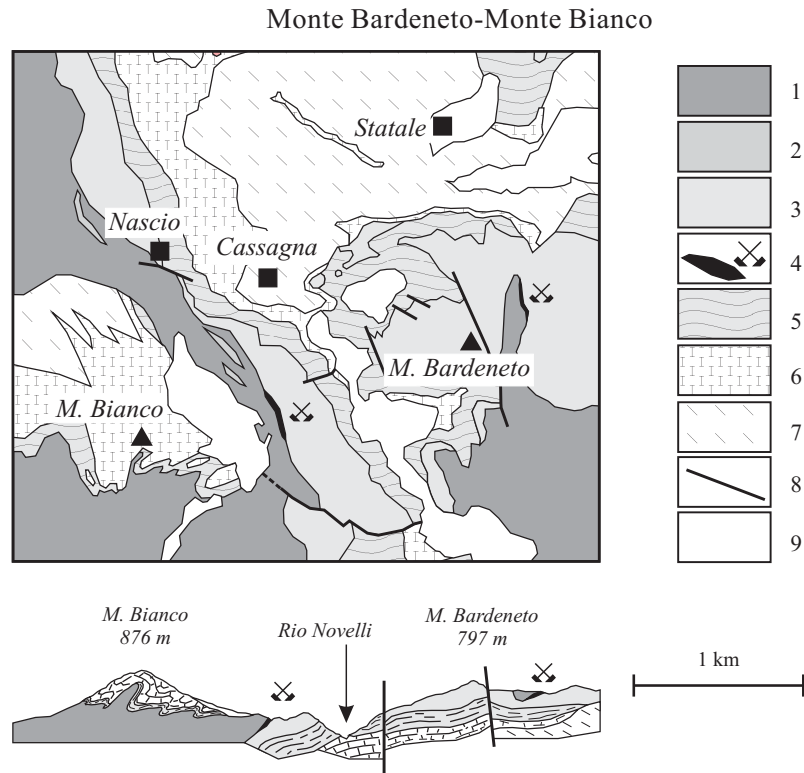 Monte Bardeneto-Monte Bianco
Statale
Nascio
Cassagna
M. Bardeneto
M. Bianco
1
2
3
4
5
6
7
8
9
M. Bianco
876 m
Rio Novelli
M. Bardeneto
797 m
1 km